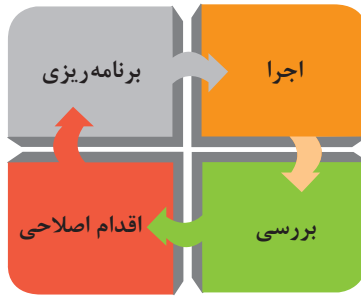 برنامه‌ریزی
اجرا
بررسی
اقدام اصلاحی